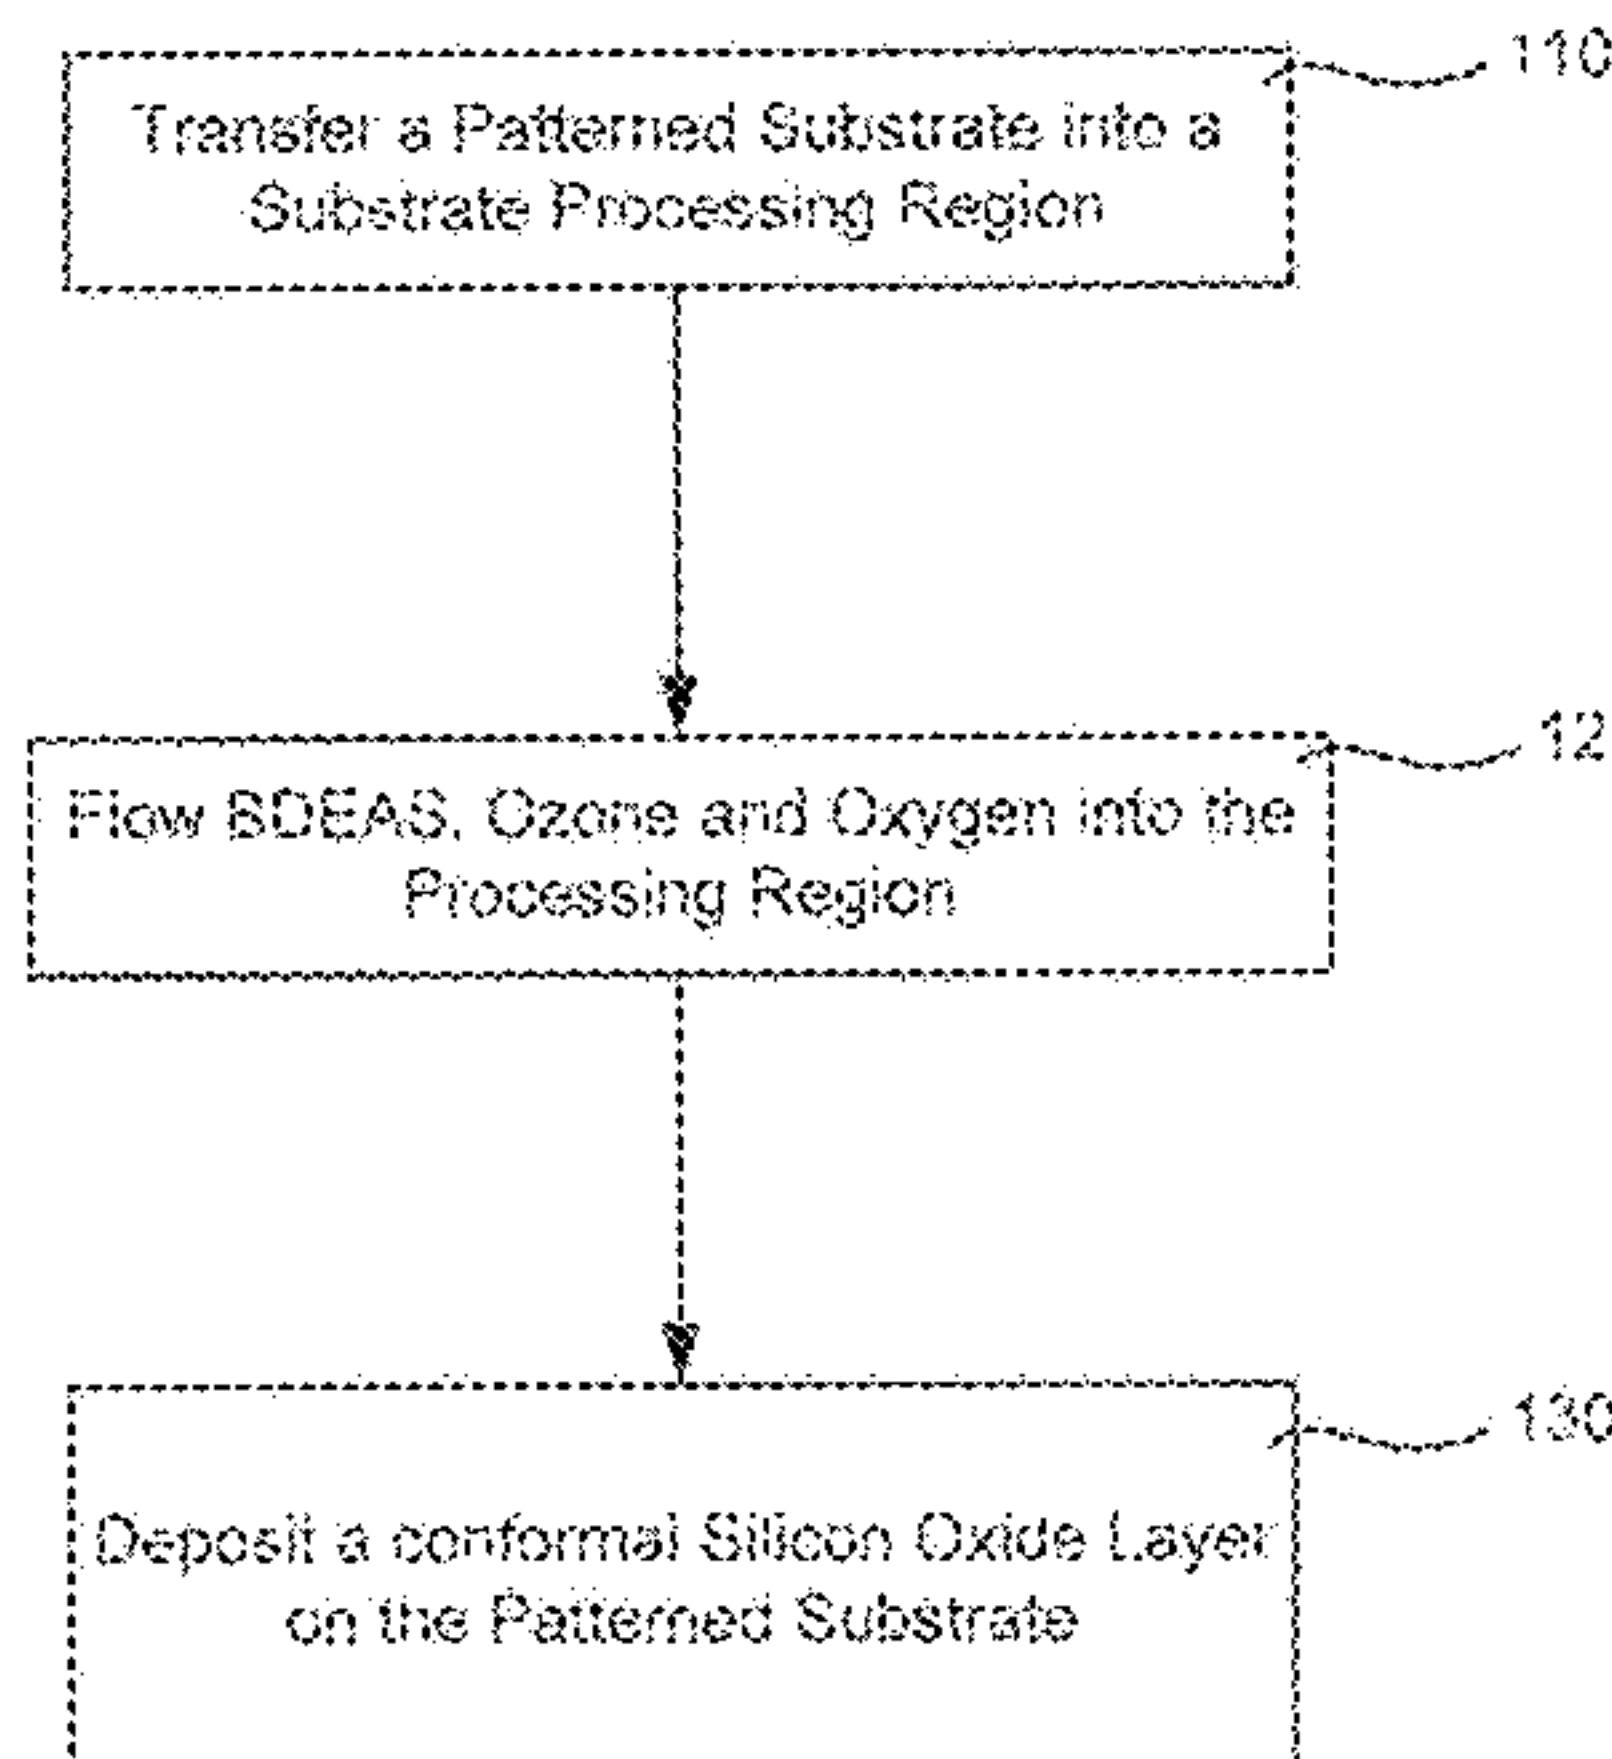 110
Transfer a Patterned Substrate into a
Substrate Processing Region
12
Flow BDEAS, Ozone and Oxygen into the
Processing Region
130
Deposit a conformal Silicon Oxide Layer
on the Patterned Substrate